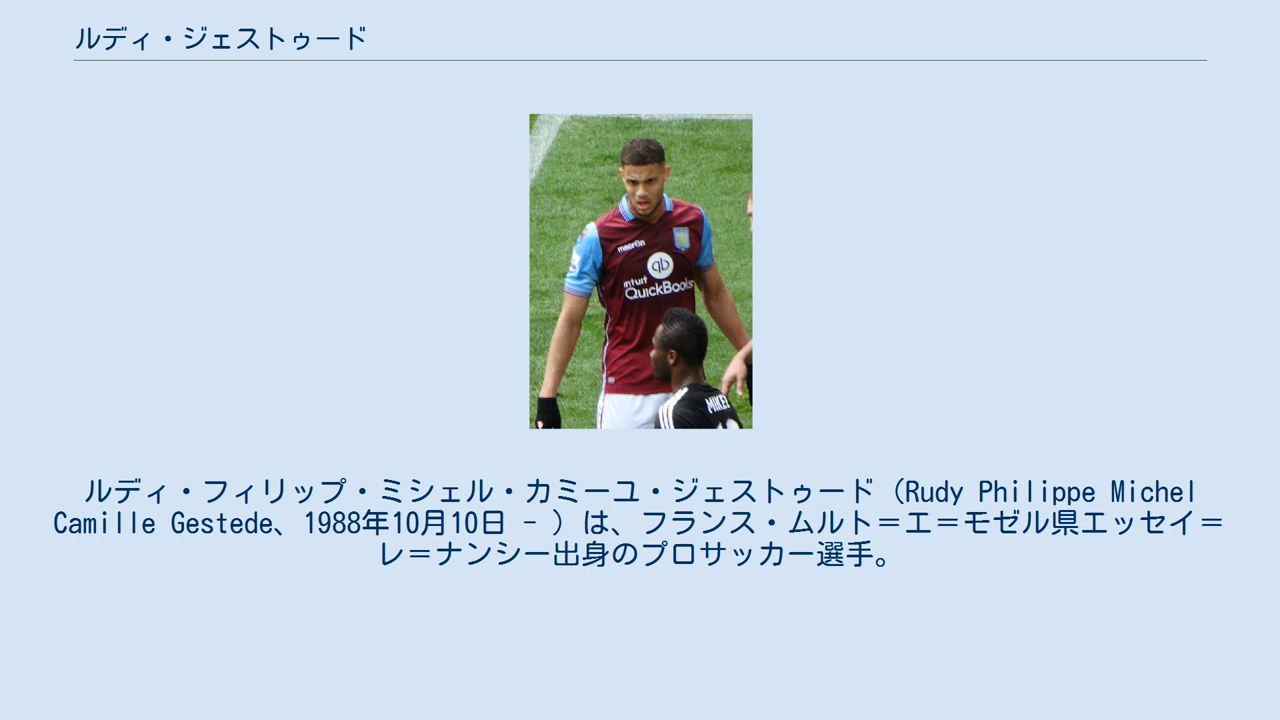 ルディ・ジェストゥード
macron
intuit
QuickBooks
MIKEL
ルディ・フィリップ・ミシェル・カミーユ・ジェストゥード（Rudy Philippe Michel
Camille Gestede、1988年10月10日 - ）は、フランス・ムルト＝エ＝モゼル県エッセイ＝
レ＝ナンシー出身のプロサッカー選手。